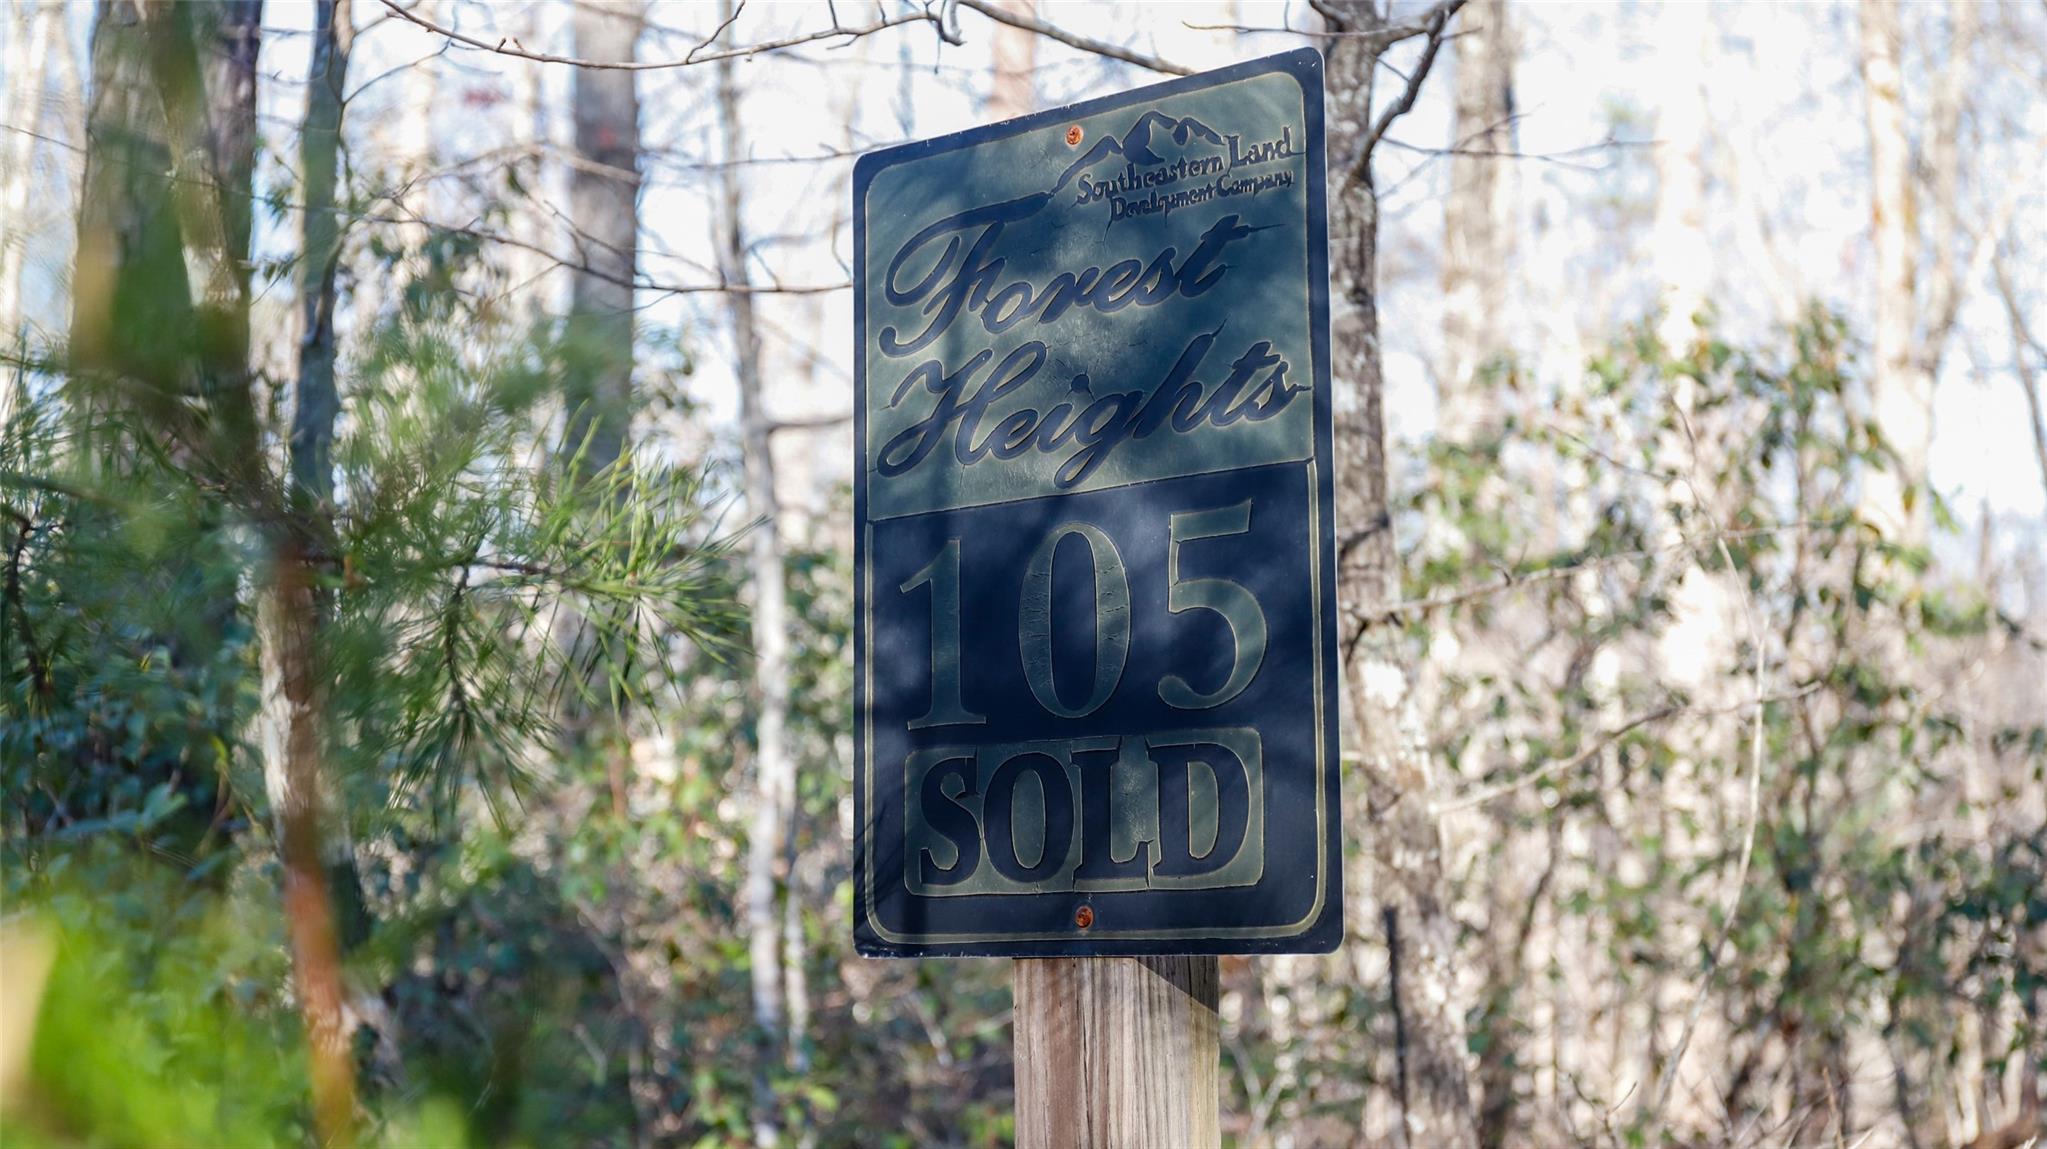 Southeastern Land
Development Company
Forest
Heights
105
SOLD